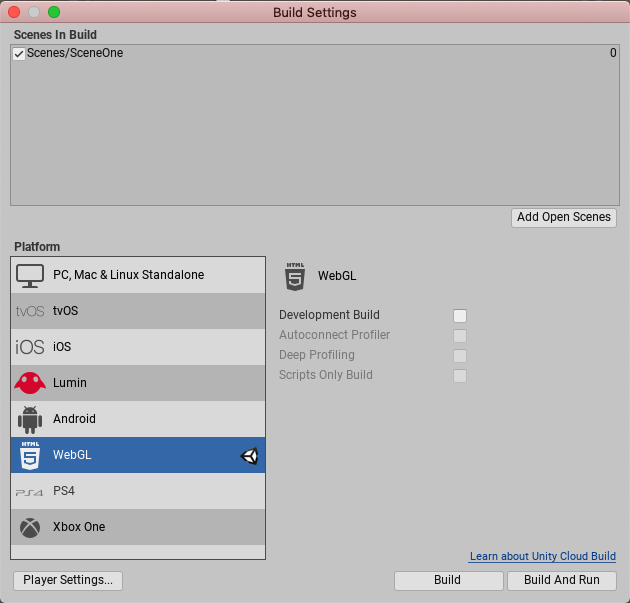 Build Settings
Scenes In Build
Scenes/SceneOne 0
Add Open Scenes
Platform
PC, Mac & Linux Standalone
tvOS tvOS
iOS iOS
Lumin
Android
HTML
5
WebGL
PS4 PS4
Xbox One
HTML
5
WebGL
Development Build
Autoconnect Profiler
Deep Profiling
Scripts Only Build
Learn about Unity Cloud Build
Player Settings...
Build
Build And Run